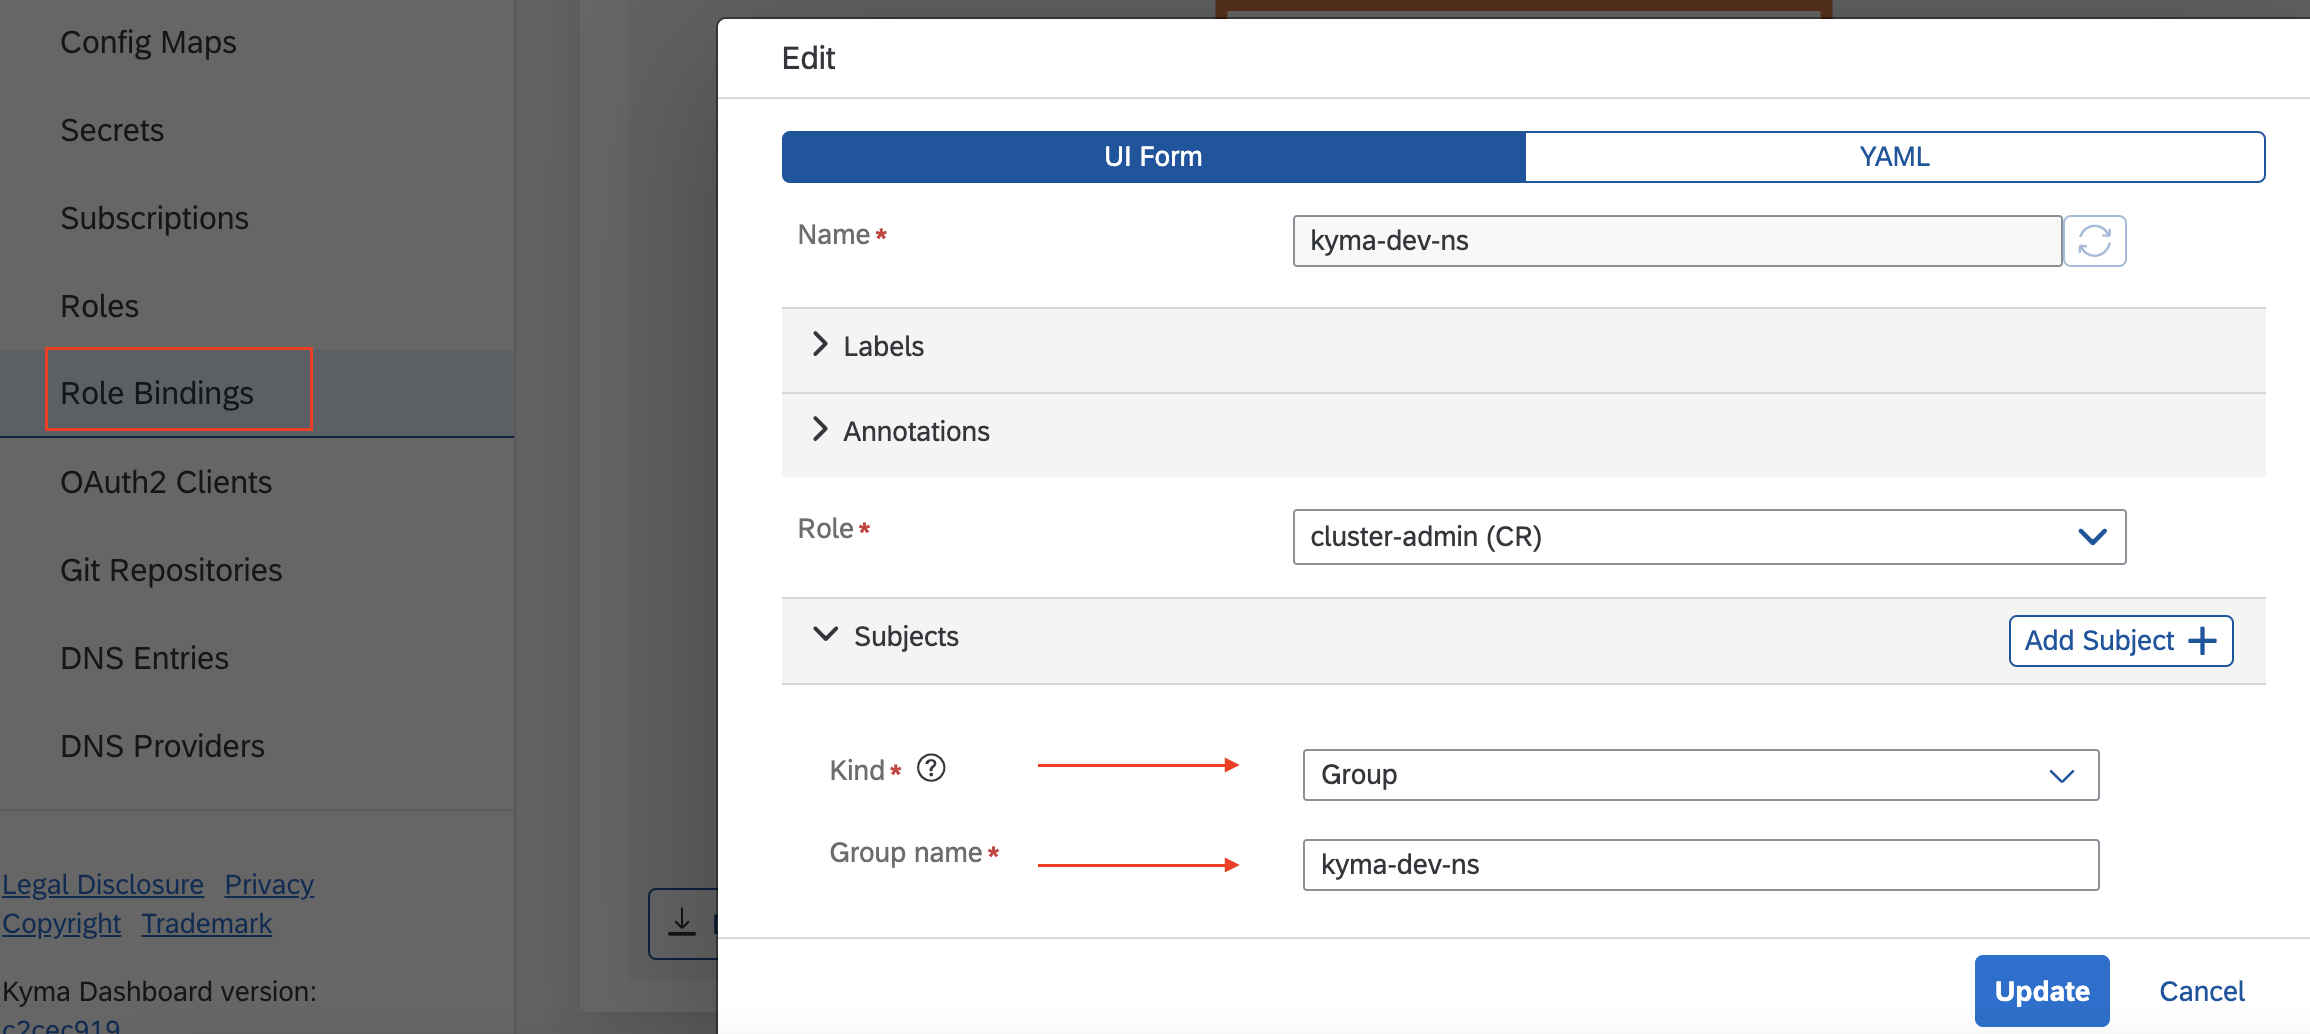 Config Maps
Secrets
Subscriptions
Roles
Role Bindings
OAuth2 Clients
Git Repositories
DNS Entries
DNS Providers
Legal Disclosure Privacy
Copyright Trademark
Kyma Dashboard version:
c2cec919
Edit
UI Form YAML
Name* kyma-dev-ns
Labels
Annotations
Role* cluster-admin (CR)
Subjects Add Subject +
Kind* ? Group
Group name* kyma-dev-ns
Update Cancel